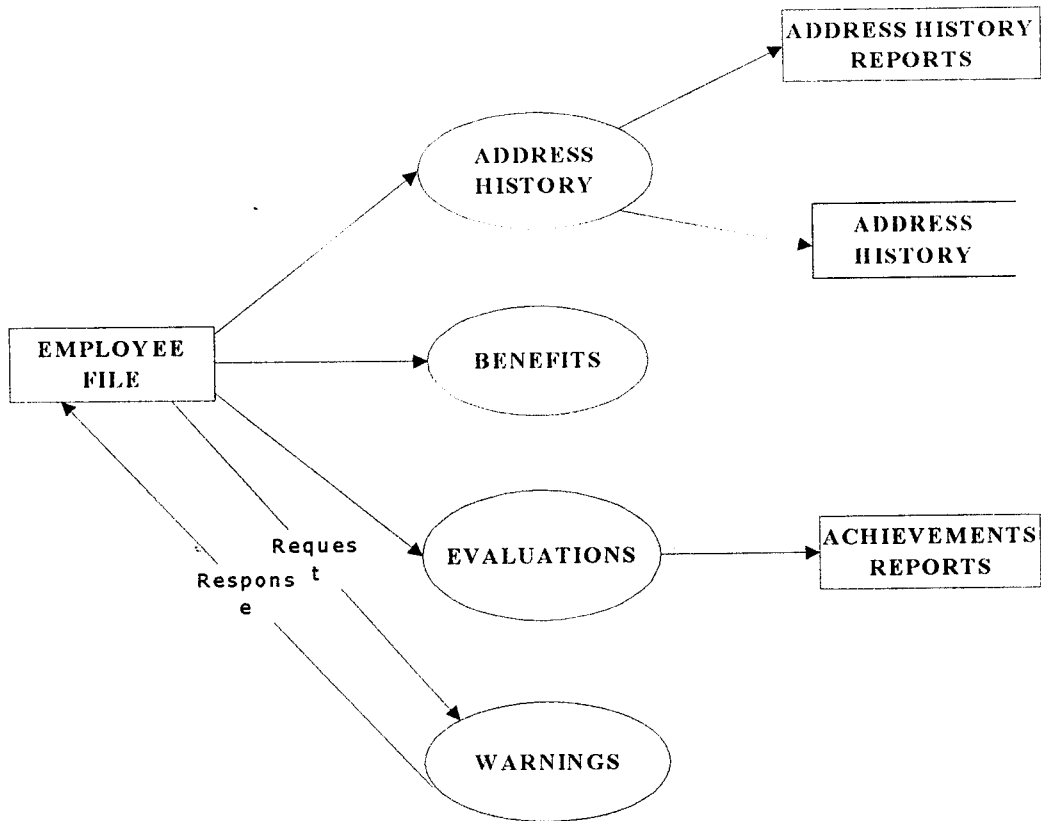 ADDRESS HISTORY
REPORTS
ADDRESS
HISTORY
ADDRESS
HISTORY
EMPLOYEE
FILE
BENEFITS
Reques
t
Respons
e
EVALUATIONS
ACHIEVEMENTS
REPORTS
WARNINGS